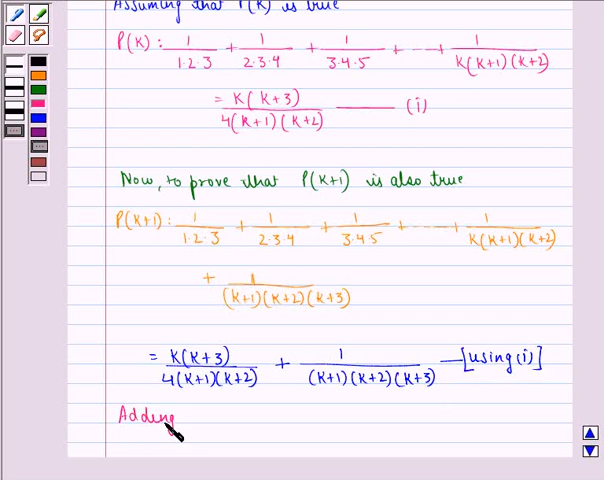 Assuming that P(K) is true
P(K): 1/(1·2·3) + 1/(2·3·4) + 1/(3·4·5) + ---- + 1/(K(K+1)(K+2))
= K(K+3)/(4(K+1)(K+2)) ——— (i)
Now, to prove that P(K+1) is also true
P(K+1): 1/(1·2·3) + 1/(2·3·4) + 1/(3·4·5) + ------ + 1/(K(K+1)(K+2))
+ 1/((K+1)(K+2)(K+3))
= K(K+3)/(4(K+1)(K+2)) + 1/((K+1)(K+2)(K+3)) —[using(i)]
Adding